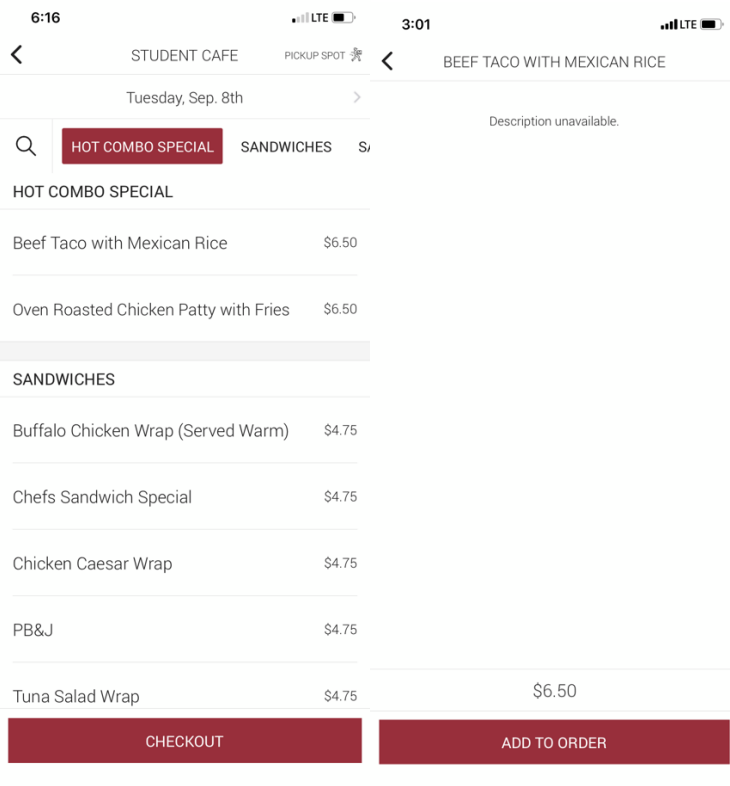 6:16
LTE
STUDENT CAFE
PICKUP SPOT
Tuesday, Sep. 8th
HOT COMBO SPECIAL
SANDWICHES
SA
HOT COMBO SPECIAL
Beef Taco with Mexican Rice $6.50
Oven Roasted Chicken Patty with Fries $6.50
SANDWICHES
Buffalo Chicken Wrap (Served Warm) $4.75
Chefs Sandwich Special $4.75
Chicken Caesar Wrap $4.75
PB&J $4.75
Tuna Salad Wrap $4.75
CHECKOUT
3:01
LTE
BEEF TACO WITH MEXICAN RICE
Description unavailable.
$6.50
ADD TO ORDER